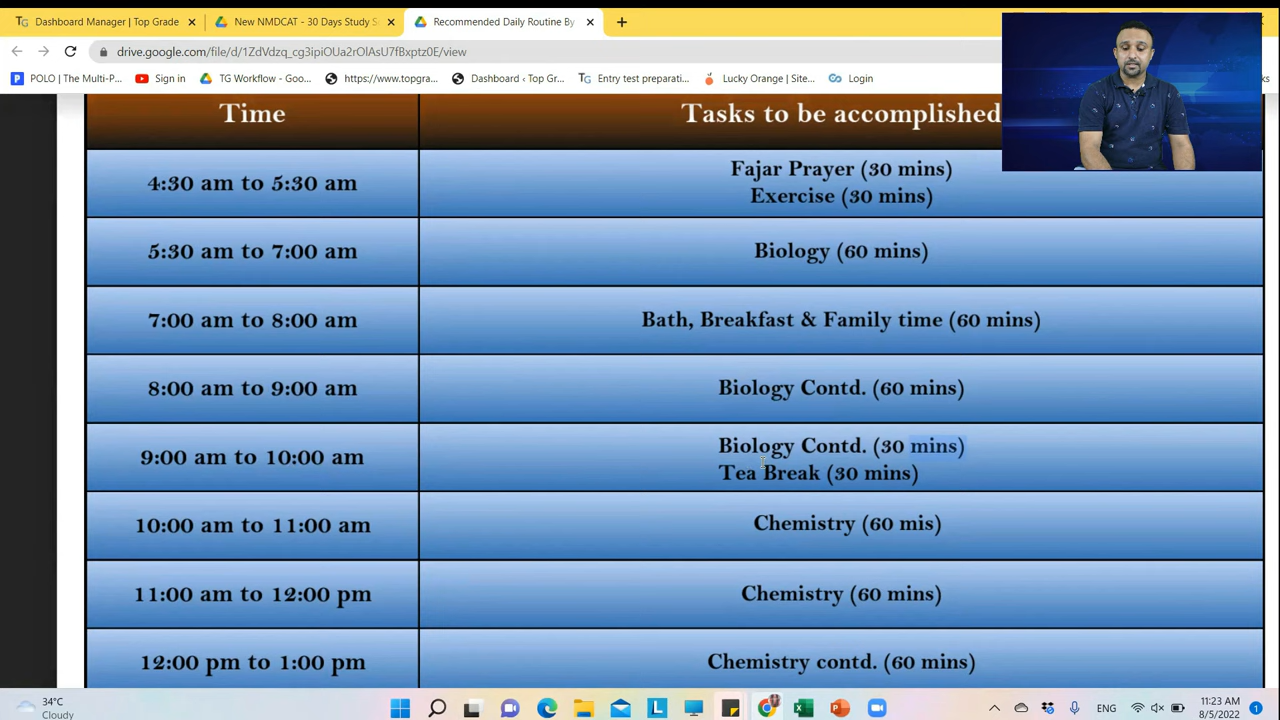 Dashboard Manager | Top Grade
New NMDCAT - 30 Days Study S
Recommended Daily Routine By
drive.google.com/file/d/1ZdVdzq_cg3ipiOUa2rOlAsU7fBxptz0E/view
POLO | The Multi-P...
Sign in
TG Workflow - Goo...
https://www.topgra...
Dashboard ‹ Top Gr...
Entry test preparati...
Lucky Orange | Site...
Login
Time
Tasks to be accomplished
4:30 am to 5:30 am
Fajar Prayer (30 mins)
Exercise (30 mins)
5:30 am to 7:00 am
Biology (60 mins)
7:00 am to 8:00 am
Bath, Breakfast & Family time (60 mins)
8:00 am to 9:00 am
Biology Contd. (60 mins)
9:00 am to 10:00 am
Biology Contd. (30 mins)
Tea Break (30 mins)
10:00 am to 11:00 am
Chemistry (60 mis)
11:00 am to 12:00 pm
Chemistry (60 mins)
12:00 pm to 1:00 pm
Chemistry contd. (60 mins)
34°C
Cloudy
ENG
11:23 AM
8/5/2022